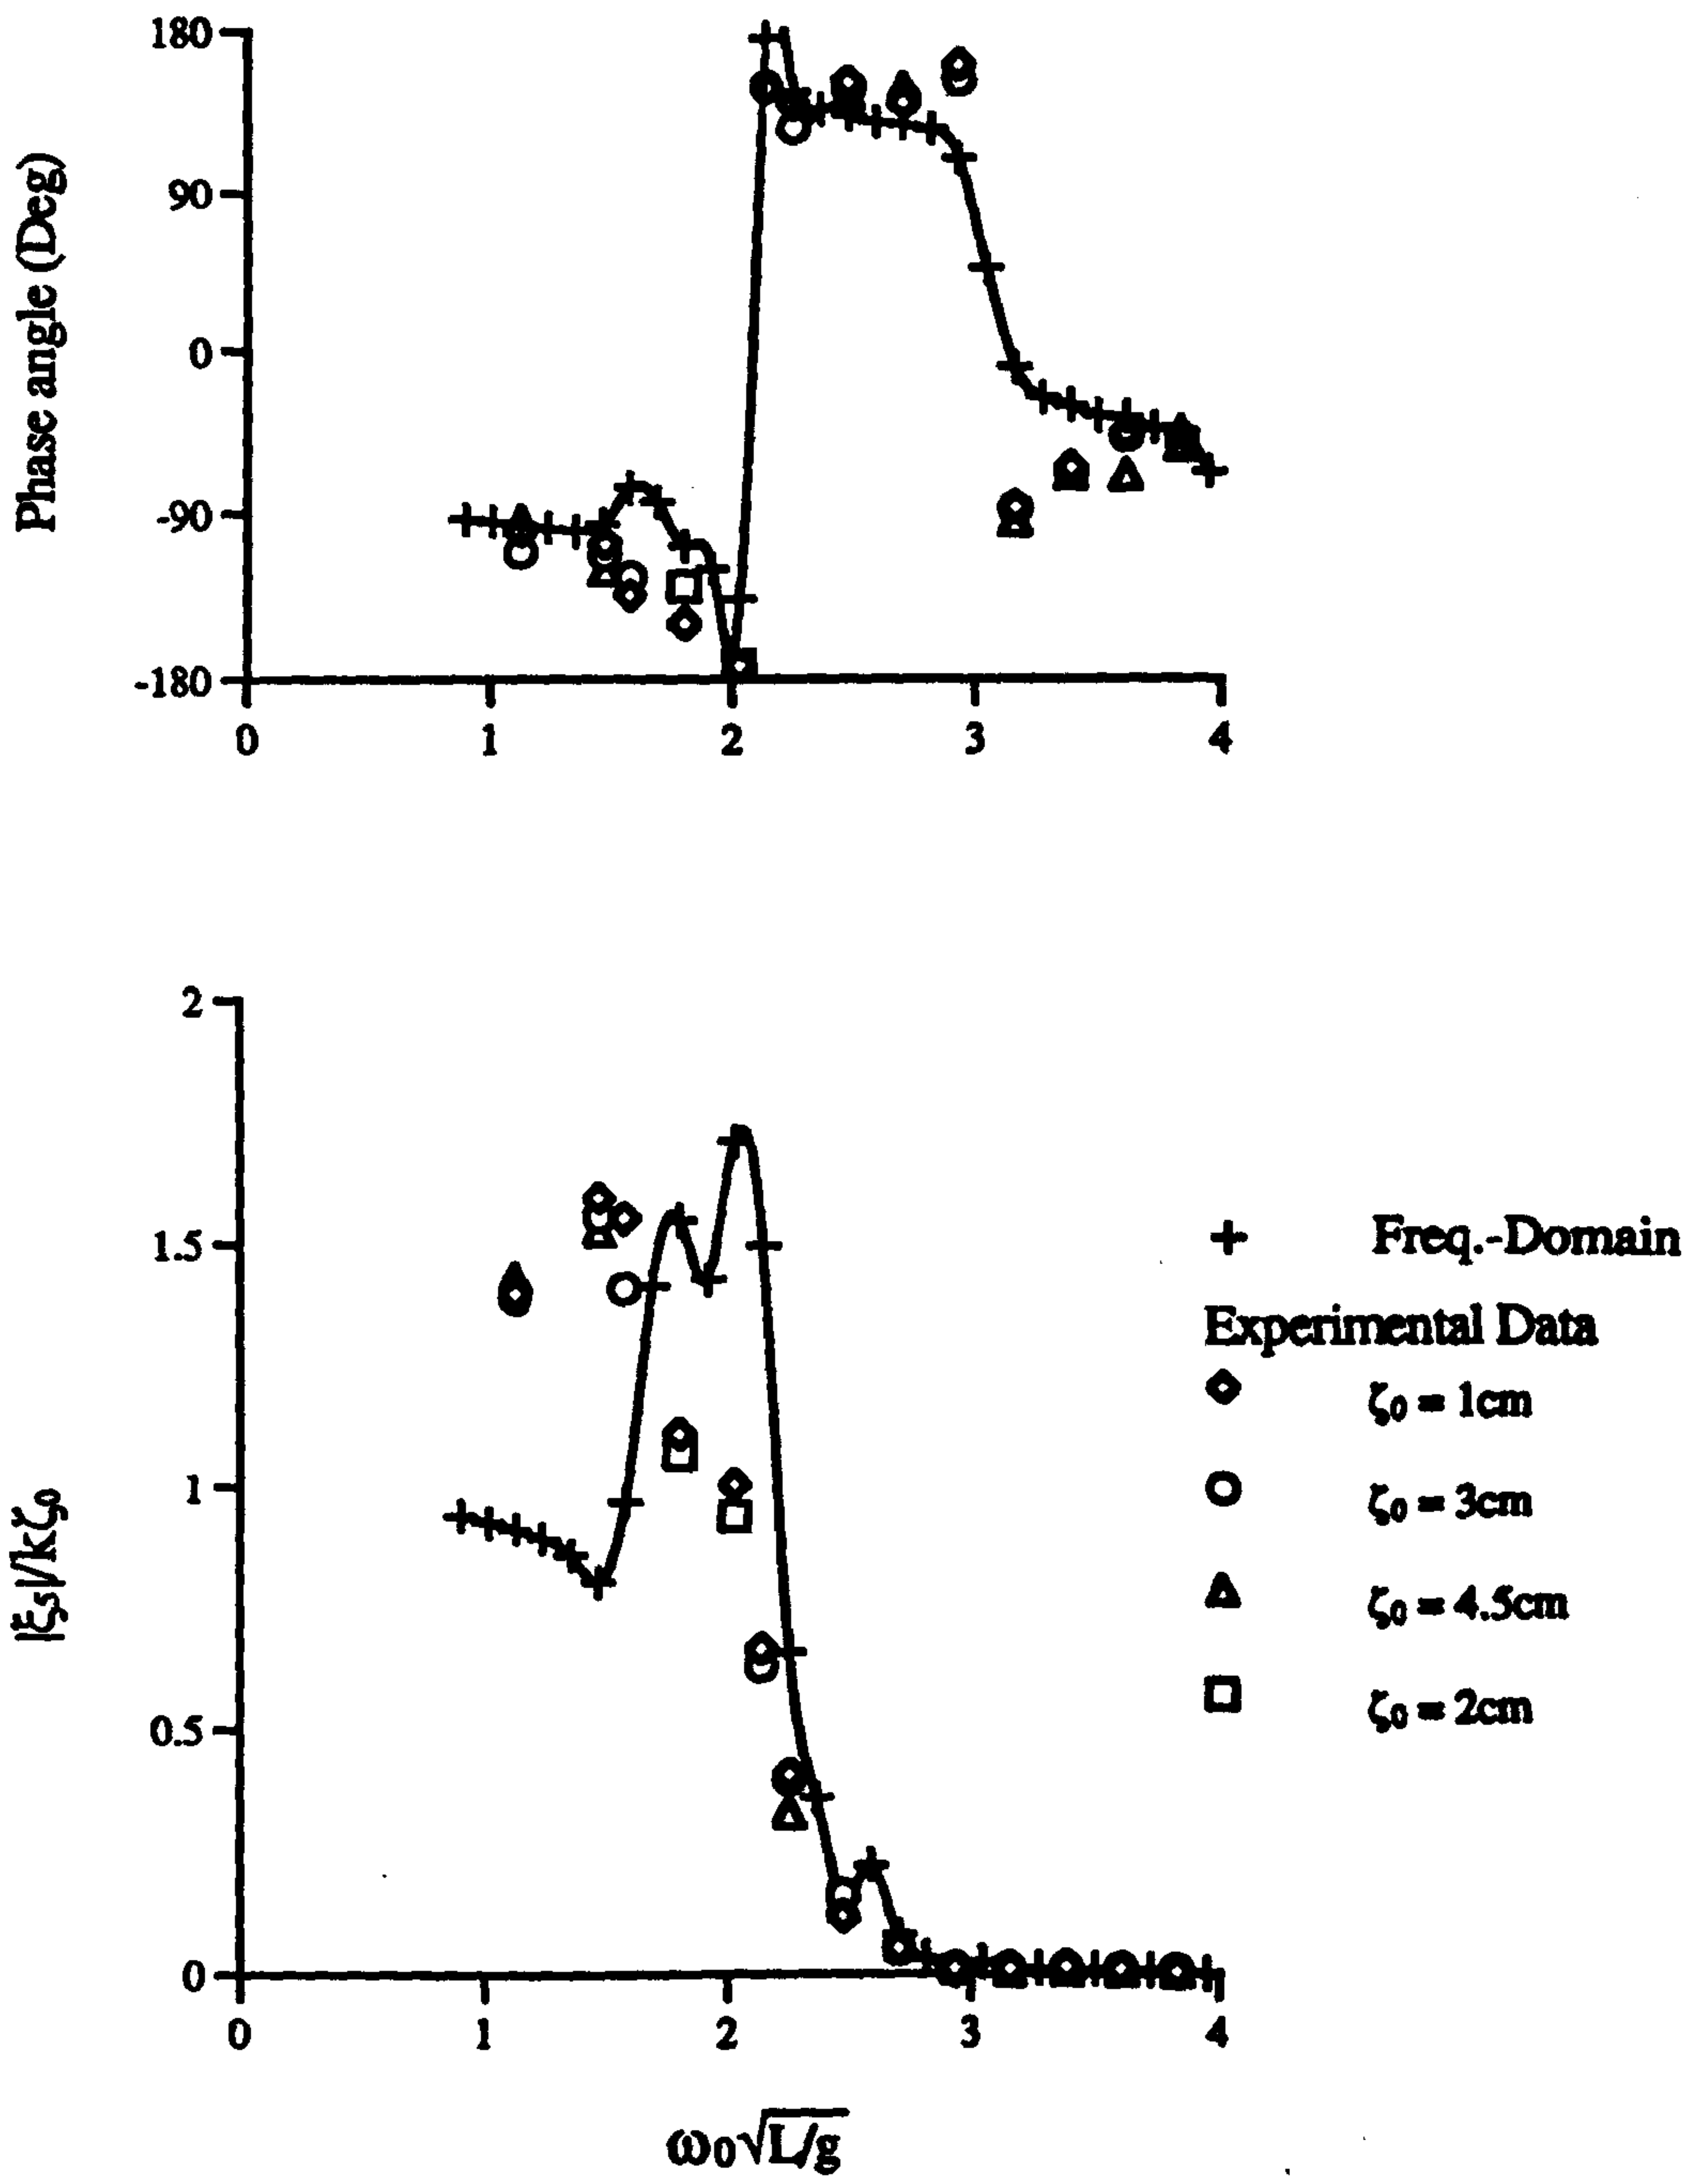 180
90
0
-90
-180
Phase angle (Deg)
0 1 2 3 4
2
1.5
1
0.5
0
|ξ5|/kζ0
0 1 2 3 4
ω0√L/g
Freq.-Domain
Experimental Data
ζ0 = 1cm
ζ0 = 3cm
ζ0 = 4.5cm
ζ0 = 2cm